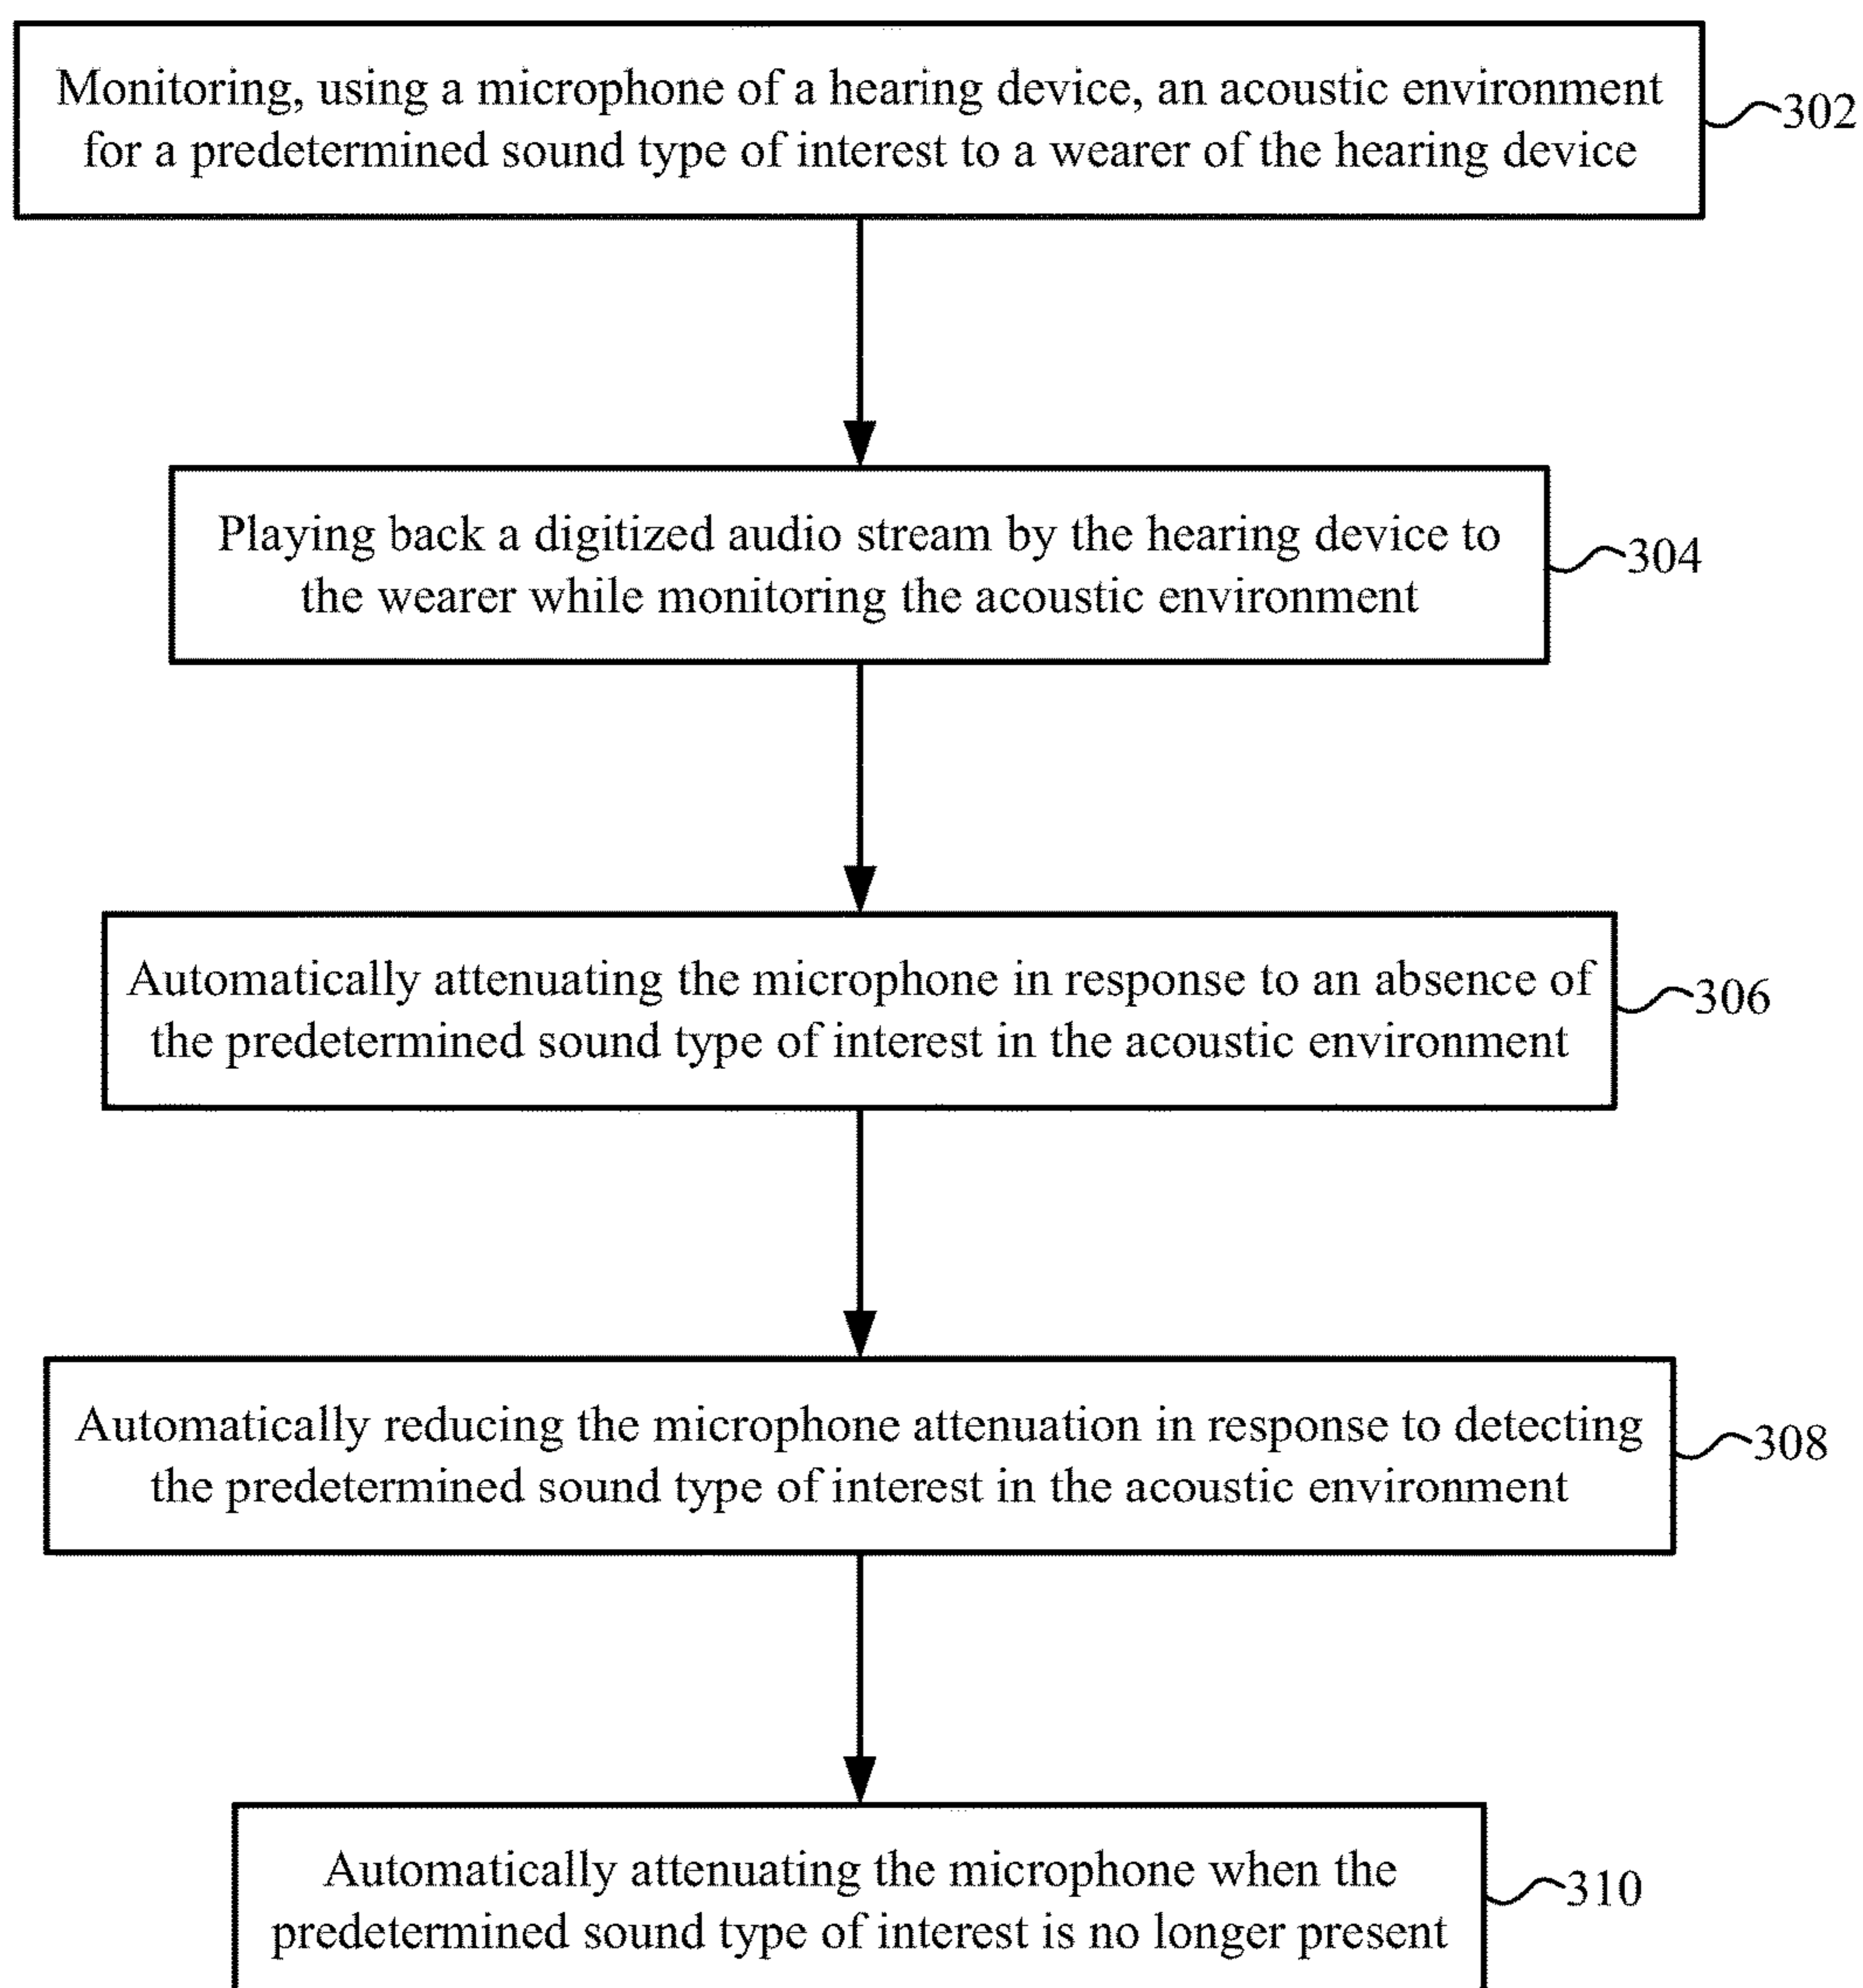 Monitoring, using a microphone of a hearing device, an acoustic environment
for a predetermined sound type of interest to a wearer of the hearing device
302
Playing back a digitized audio stream by the hearing device to
the wearer while monitoring the acoustic environment
304
Automatically attenuating the microphone in response to an absence of
the predetermined sound type of interest in the acoustic environment
306
Automatically reducing the microphone attenuation in response to detecting
the predetermined sound type of interest in the acoustic environment
308
Automatically attenuating the microphone when the
predetermined sound type of interest is no longer present
310